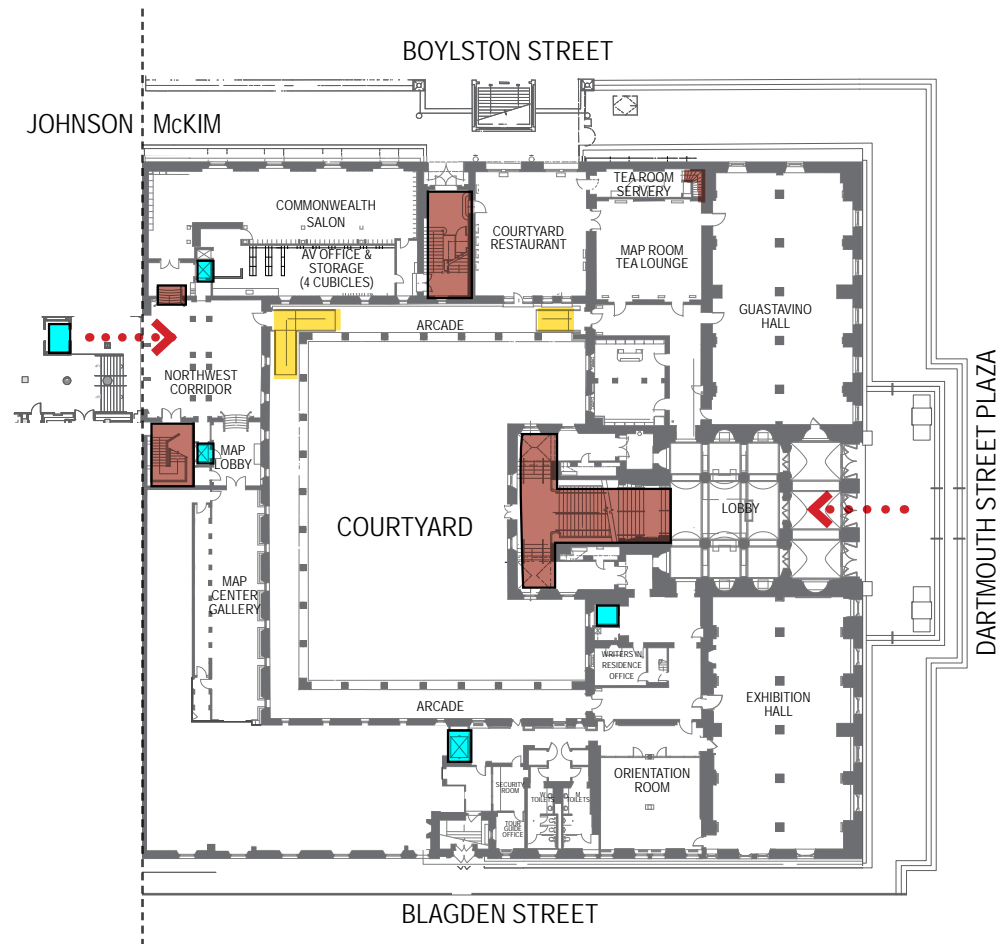 BOYLSTON STREET
JOHNSON
McKIM
COMMONWEALTH
SALON
TEA ROOM
SERVERY
COURTYARD
RESTAURANT
AV OFFICE &
STORAGE
(4 CUBICLES)
MAP ROOM
TEA LOUNGE
GUASTAVINO
HALL
ARCADE
NORTHWEST
CORRIDOR
MAP
LOBBY
COURTYARD
LOBBY
DARTMOUTH STREET PLAZA
MAP
CENTER
GALLERY
WRITERS IN
RESIDENCE
OFFICE
ARCADE
EXHIBITION
HALL
ORIENTATION
ROOM
SECURITY
ROOM
W
TOILETS
M
TOILETS
TOUR
GUIDE
OFFICE
BLAGDEN STREET